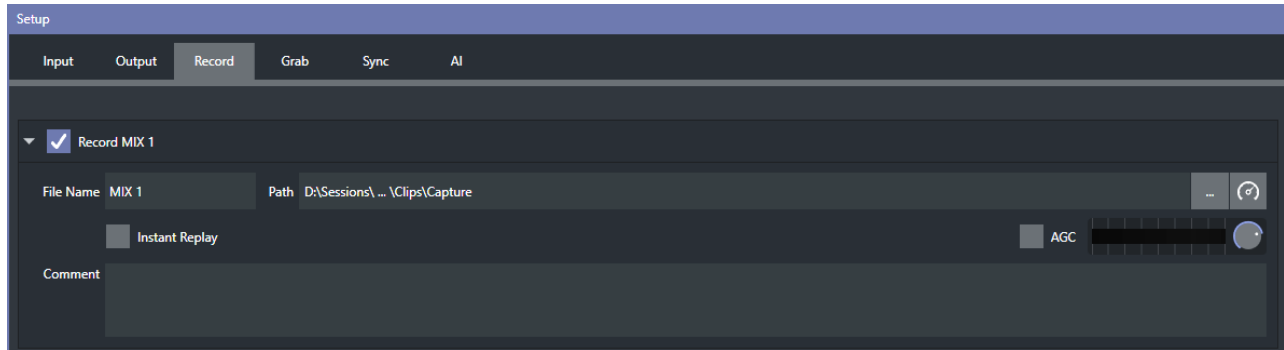 Setup
Input Output Record Grab Sync AI
Record MIX 1
File Name MIX 1 Path D:\Sessions\ ... \Clips\Capture ...
Instant Replay AGC
Comment